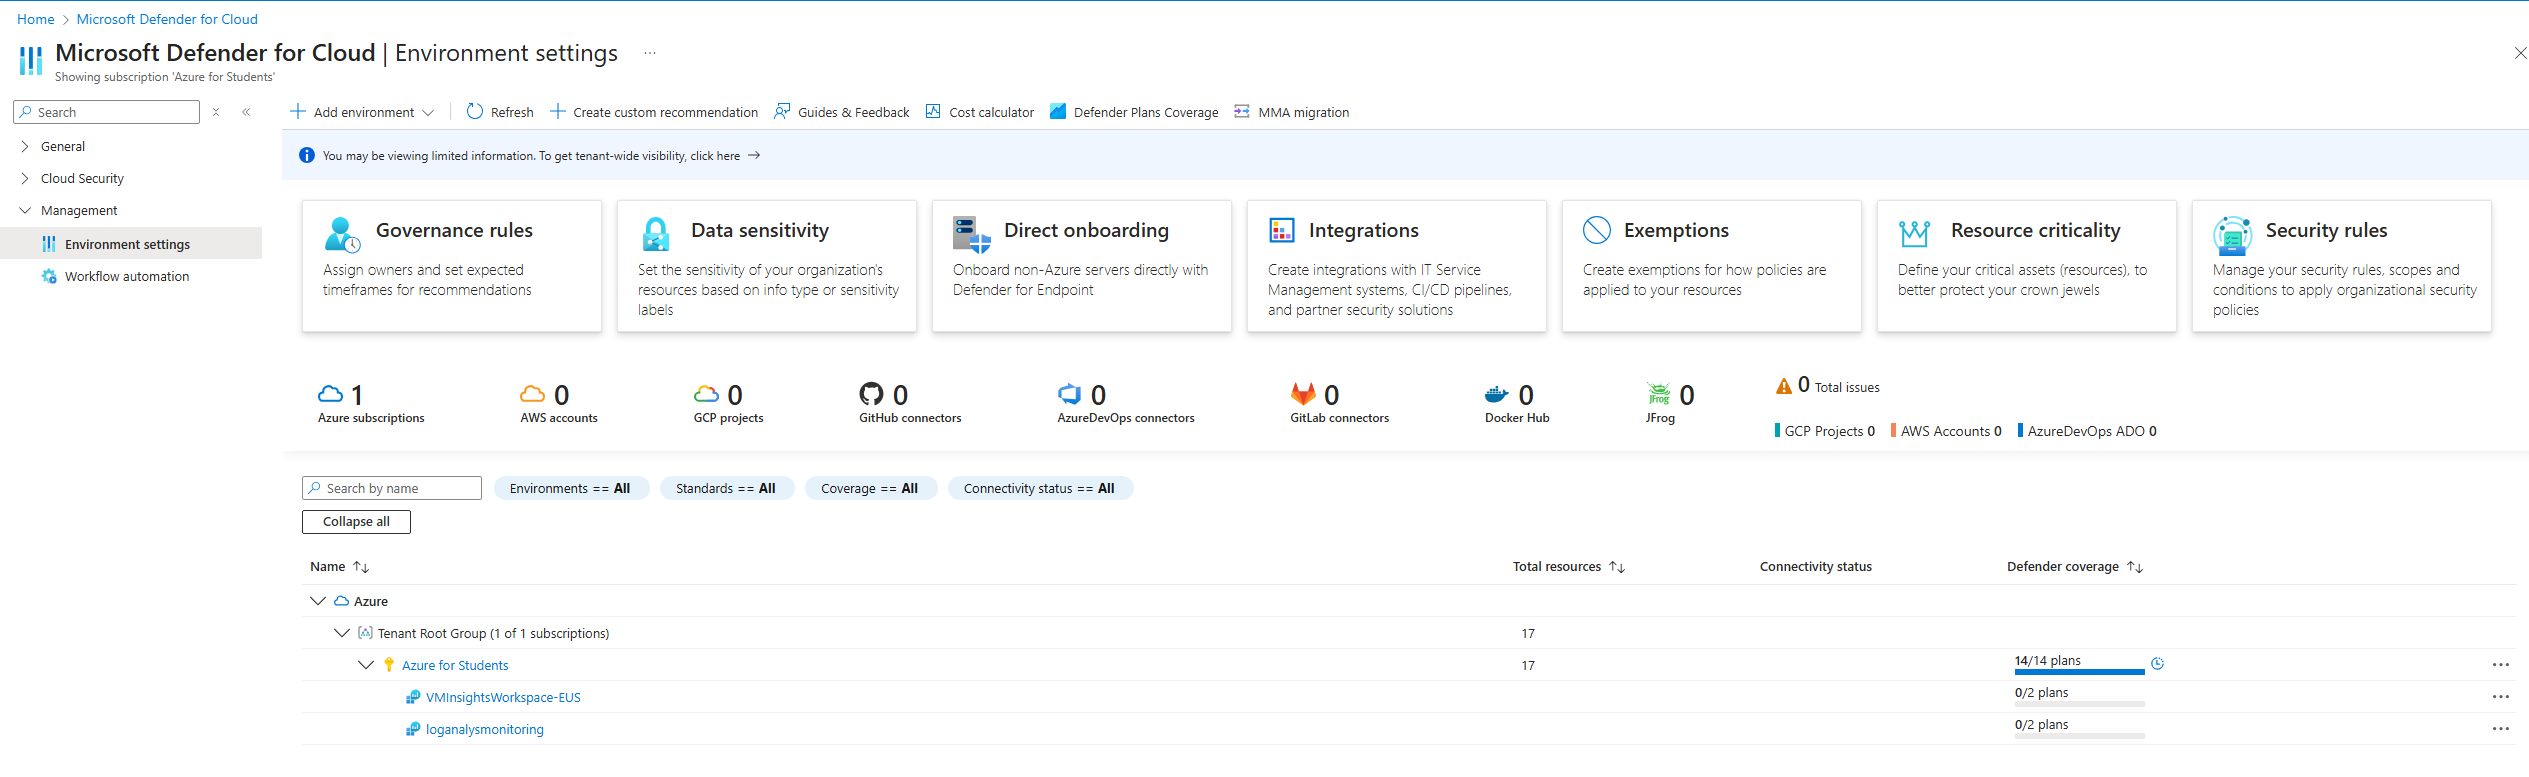 Home > Microsoft Defender for Cloud
Microsoft Defender for Cloud | Environment settings ...
Showing subscription 'Azure for Students'
Search
General
Cloud Security
Management
Environment settings
Workflow automation
Add environment
Refresh
Create custom recommendation
Guides & Feedback
Cost calculator
Defender Plans Coverage
MMA migration
You may be viewing limited information. To get tenant-wide visibility, click here →
Governance rules
Assign owners and set expected
timeframes for recommendations
Data sensitivity
Set the sensitivity of your organization's
resources based on info type or sensitivity
labels
Direct onboarding
Onboard non-Azure servers directly with
Defender for Endpoint
Integrations
Create integrations with IT Service
Management systems, CI/CD pipelines,
and partner security solutions
Exemptions
Create exemptions for how policies are
applied to your resources
Resource criticality
Define your critical assets (resources), to
better protect your crown jewels
Security rules
Manage your security rules, scopes and
conditions to apply organizational security
policies
1
Azure subscriptions
0
AWS accounts
0
GCP projects
0
GitHub connectors
0
AzureDevOps connectors
0
GitLab connectors
0
Docker Hub
JFrog 0
JFrog
0 Total issues
GCP Projects 0 AWS Accounts 0 AzureDevOps ADO 0
Search by name
Environments == All
Standards == All
Coverage == All
Connectivity status == All
Collapse all
Name ↑↓ Total resources ↑↓ Connectivity status Defender coverage ↑↓
Azure
Tenant Root Group (1 of 1 subscriptions) 17
Azure for Students 17 14/14 plans
VMInsightsWorkspace-EUS 0/2 plans
loganalysmonitoring 0/2 plans